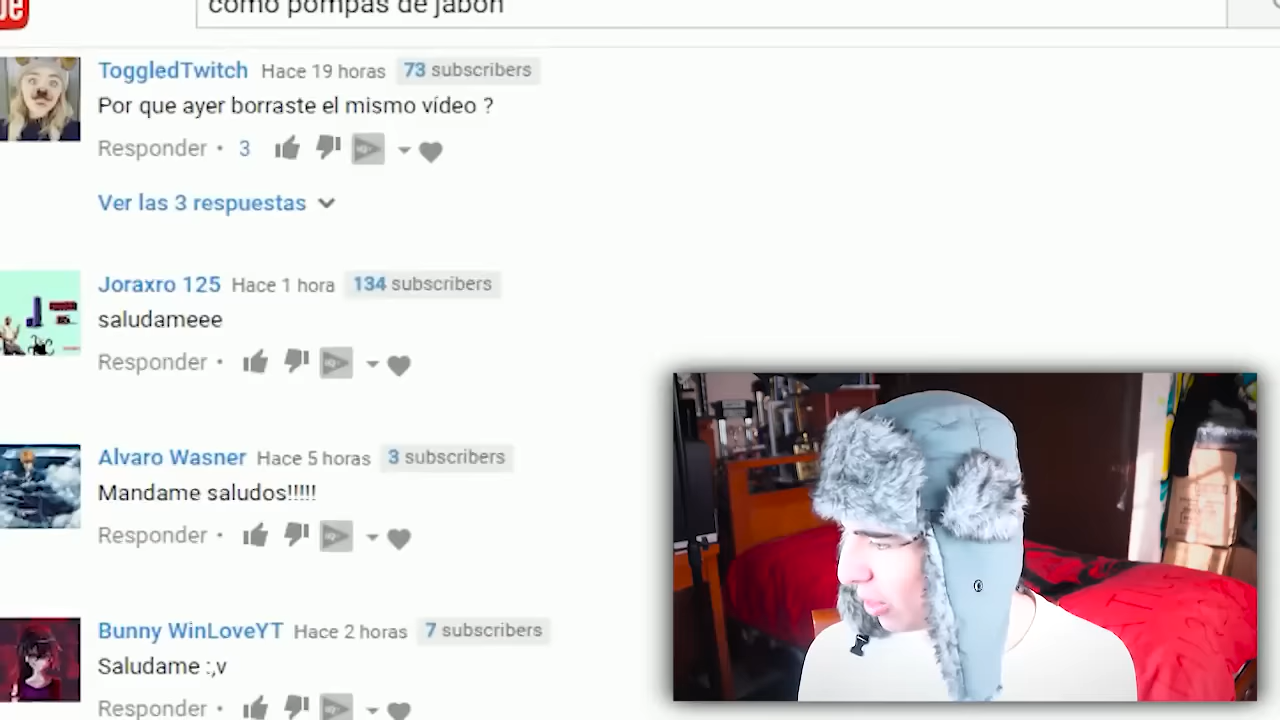 como pompas de jabon
ToggledTwitch Hace 19 horas 73 subscribers
Por que ayer borraste el mismo vídeo ?
Responder • 3
Ver las 3 respuestas
Joraxro 125 Hace 1 hora 134 subscribers
saludameee
Responder •
Alvaro Wasner Hace 5 horas 3 subscribers
Mandame saludos!!!!!
Responder •
Bunny WinLoveYT Hace 2 horas 7 subscribers
Saludame :,v
Responder •